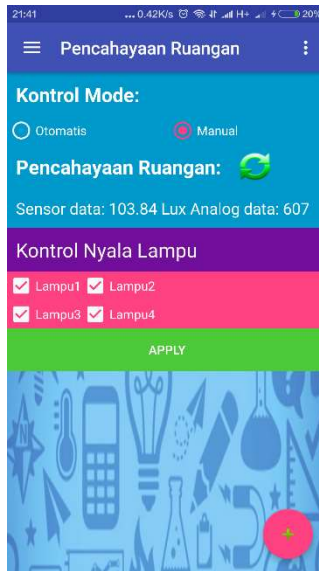 21:41 ... 0.42K/s H+ 20%
Pencahayaan Ruangan
Kontrol Mode:
Otomatis Manual
Pencahayaan Ruangan:
Sensor data: 103.84 Lux Analog data: 607
Kontrol Nyala Lampu
Lampu1 Lampu2
Lampu3 Lampu4
APPLY
N
+